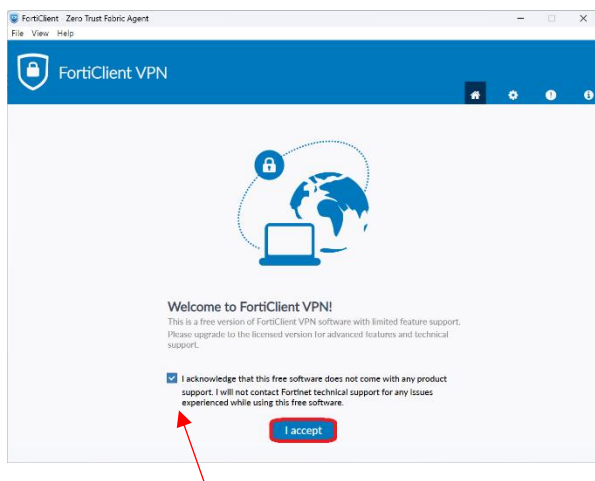 FortiClient Zero Trust Fabric Agent
File View Help
FortiClient VPN
Welcome to FortiClient VPN!
This is a free version of FortiClient VPN software with limited feature support.
Please upgrade to the licensed version for advanced features and technical
support.
I acknowledge that this free software does not come with any product
support. I will not contact Fortinet technical support for any issues
experienced while using this free software.
I accept